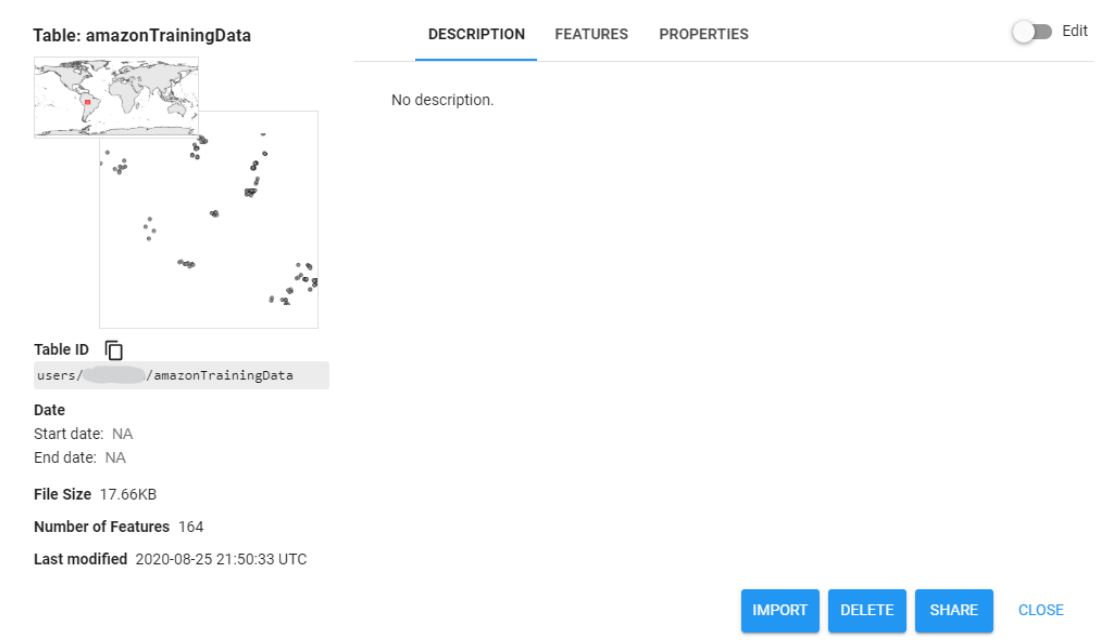 Table: amazonTrainingData
DESCRIPTION FEATURES PROPERTIES
Edit
No description.
Table ID
users/ /amazonTrainingData
Date
Start date: NA
End date: NA
File Size 17.66KB
Number of Features 164
Last modified 2020-08-25 21:50:33 UTC
IMPORT DELETE SHARE CLOSE